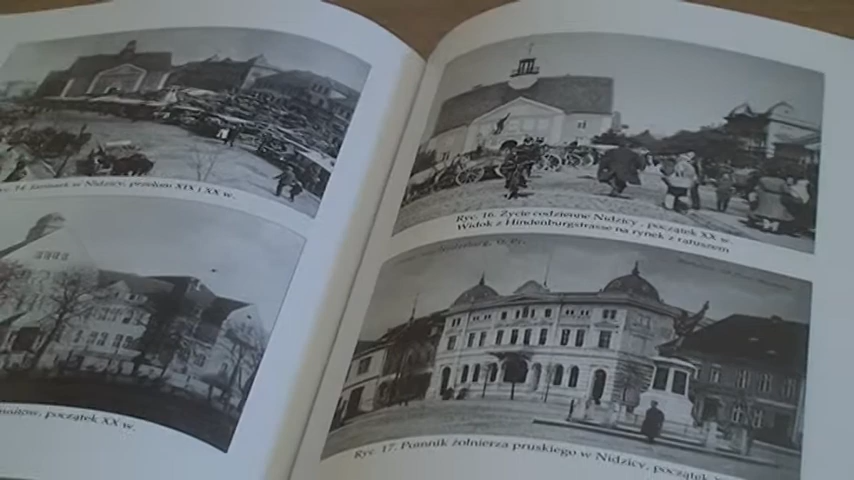 14. Jarmark w Nidzicy, przełom XIX i XX w.
początek XX w.
Ryc. 16. Życie codzienne Nidzicy, początek XX w.
Widok z Hindenburgstrasse na rynek z ratuszem
Ryc. 17. Pomnik żołnierza pruskiego w Nidzicy, początek